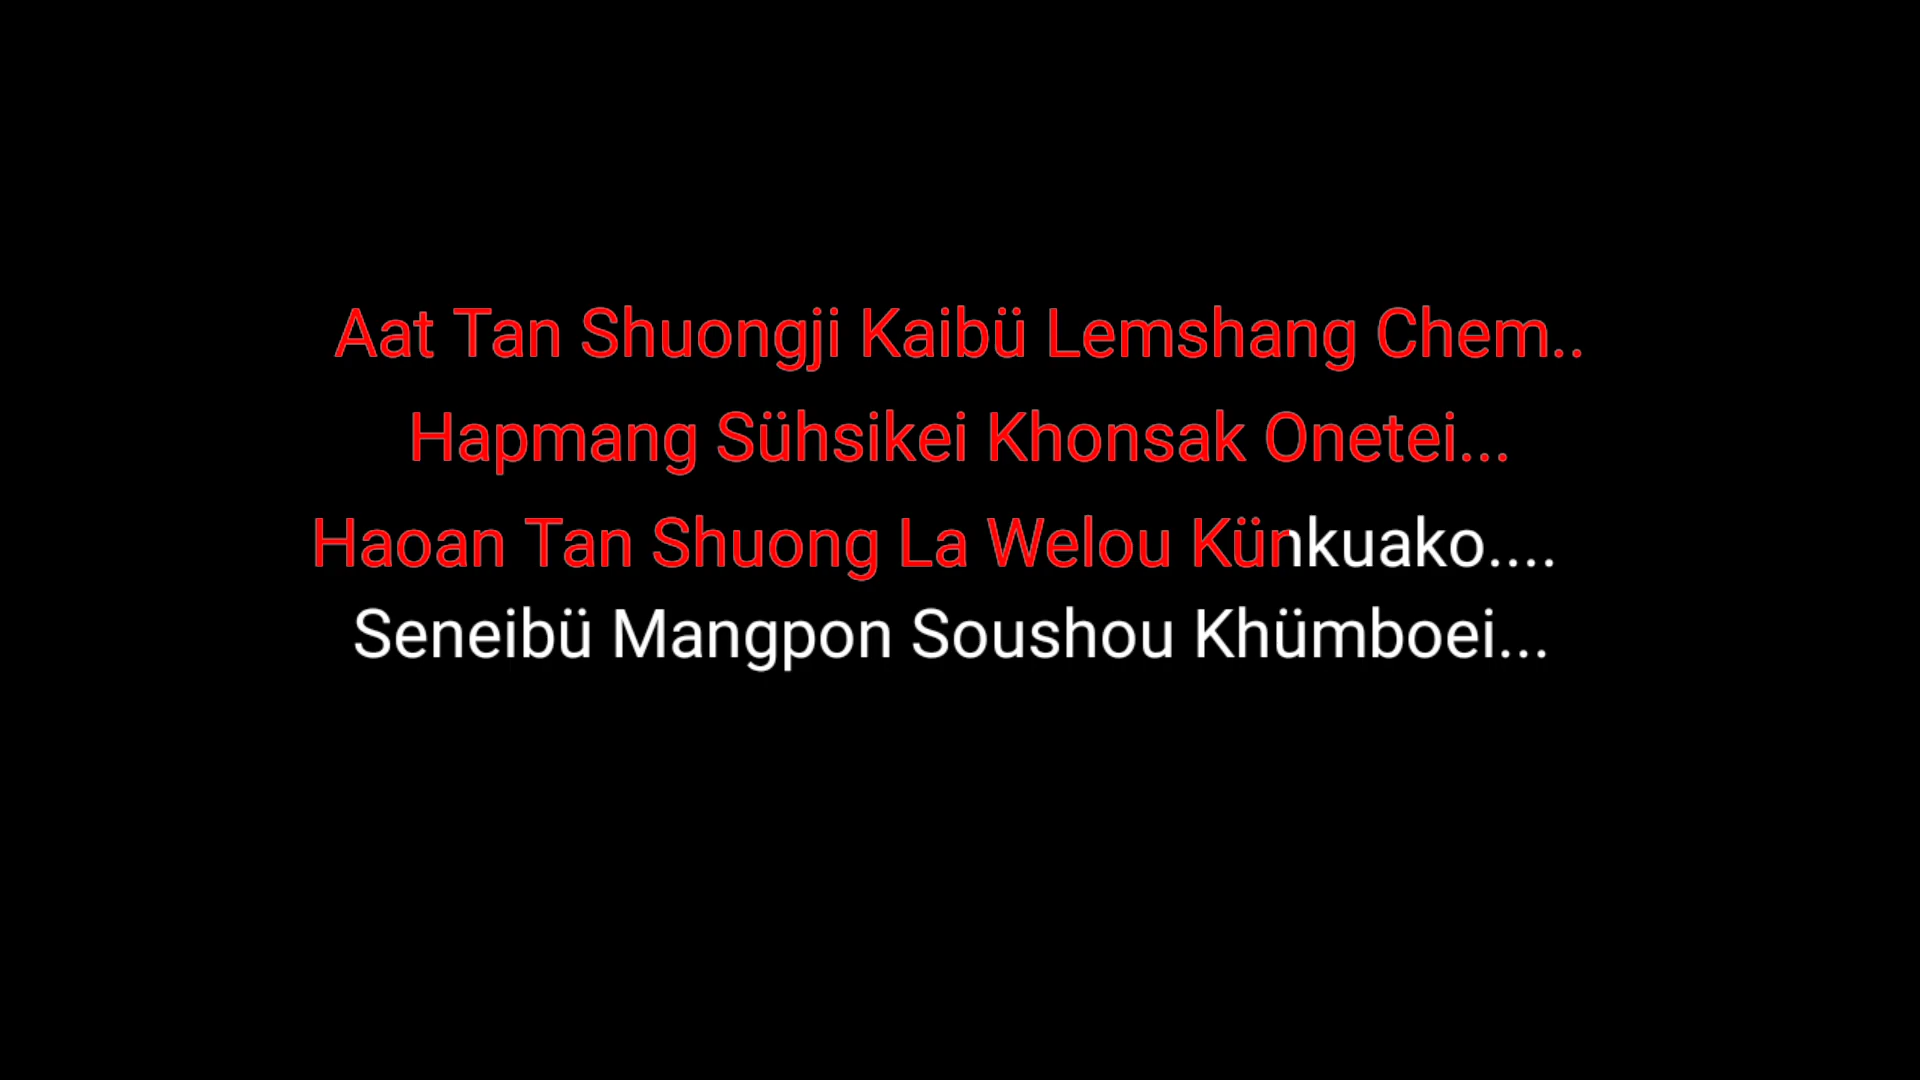 Aat Tan Shuongji Kaibü Lemshang Chem..
Hapmang Sühsikei Khonsak Onetei...
Haoan Tan Shuong La Welou Künkuako....
Seneibü Mangpon Soushou Khümboei...